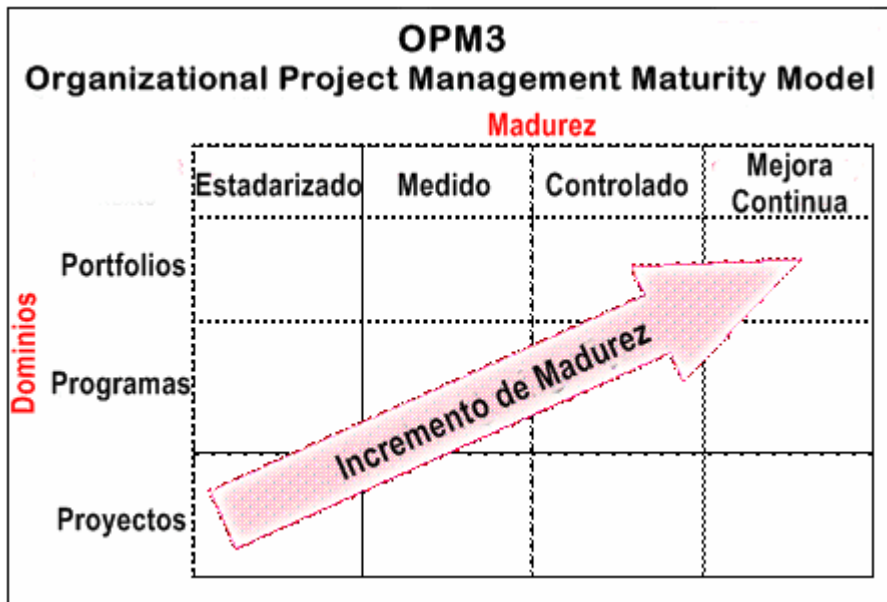 OPM3
Organizational Project Management Maturity Model
Madurez
Estadarizado
Medido
Controlado
Mejora
Continua
Dominios
Portfolios
Programas
Proyectos
Incremento de Madurez